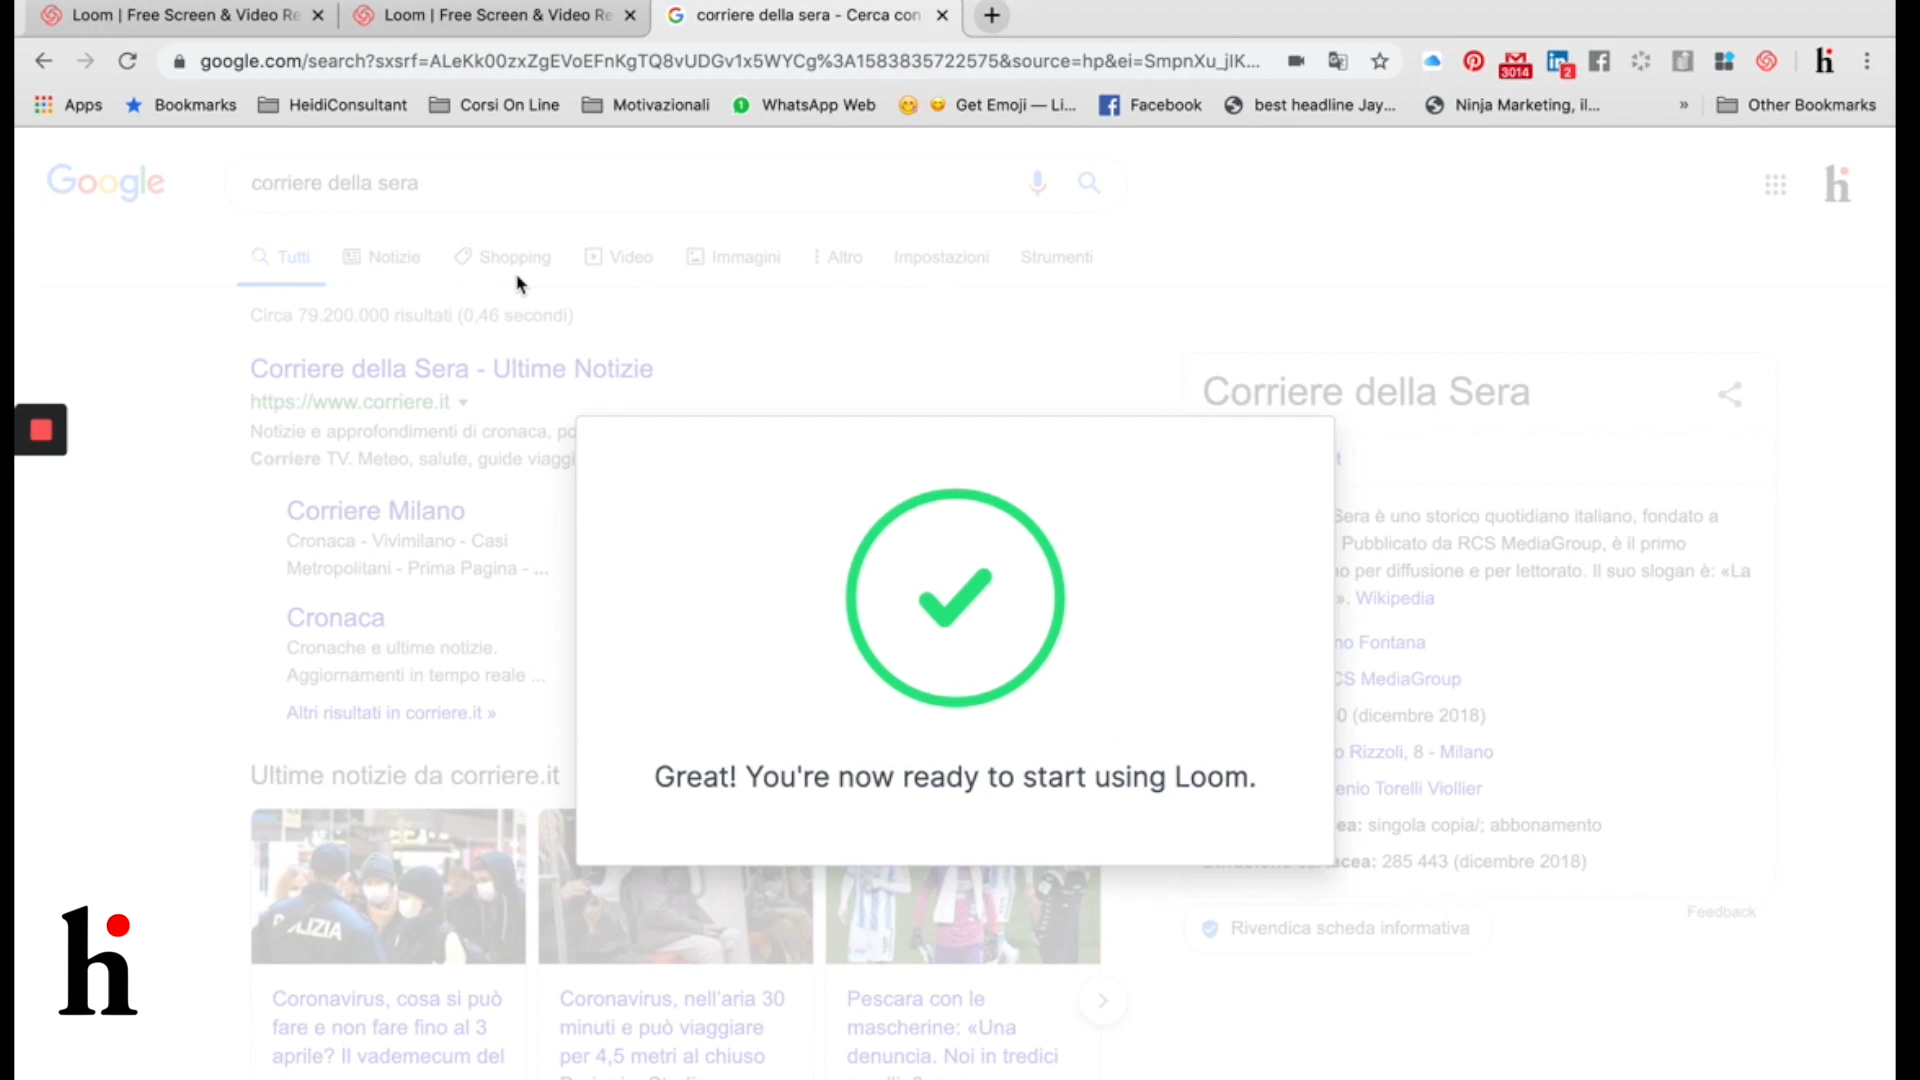 Loom | Free Screen & Video Re
Loom | Free Screen & Video Re
corriere della sera - Cerca con
google.com/search?sxsrf=ALeKk00zxZgEVoEFnKgTQ8vUDGv1x5WYCg%3A1583835722575&source=hp&ei=SmpnXu_jIK...
3014
2
Apps
Bookmarks
HeidiConsultant
Corsi On Line
Motivazionali
1
WhatsApp Web
Get Emoji — Li...
Facebook
best headline Jay...
Ninja Marketing, il...
»
Other Bookmarks
Google
corriere della sera
hi
Tutti
Notizie
Shopping
Video
Immagini
Altro
Impostazioni
Strumenti
Circa 79.200.000 risultati (0,46 secondi)
Corriere della Sera - Ultime Notizie
https://www.corriere.it
Notizie e approfondimenti di cronaca, po
Corriere TV. Meteo, salute, guide viaggi
Corriere Milano
Cronaca - Vivimilano - Casi
Metropolitani - Prima Pagina - ...
Cronaca
Cronache e ultime notizie.
Aggiornamenti in tempo reale ...
Altri risultati in corriere.it »
Ultime notizie da corriere.it
Great! You're now ready to start using Loom.
Corriere della Sera
Sera è uno storico quotidiano italiano, fondato a
Pubblicato da RCS MediaGroup, è il primo
o per diffusione e per lettorato. Il suo slogan è: «La
». Wikipedia
no Fontana
CS MediaGroup
0 (dicembre 2018)
o Rizzoli, 8 - Milano
enio Torelli Viollier
ea: singola copia/; abbonamento
cea: 285 443 (dicembre 2018)
Feedback
Rivendica scheda informativa
Coronavirus, cosa si può
fare e non fare fino al 3
aprile? Il vademecum del
Coronavirus, nell'aria 30
minuti e può viaggiare
per 4,5 metri al chiuso
Pescara con le
mascherine: «Una
denuncia. Noi in tredici
hi